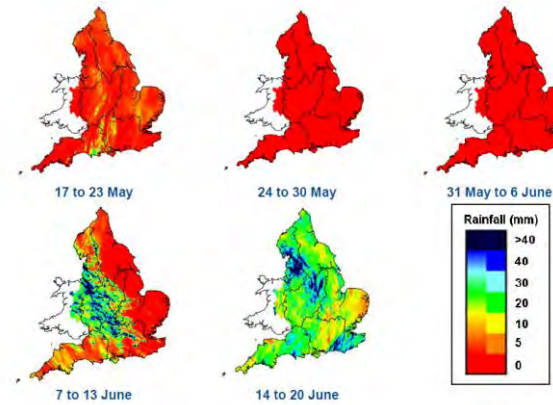 17 to 23 May
24 to 30 May
31 May to 6 June
7 to 13 June
14 to 20 June
Rainfall (mm)
>40
40
30
20
10
5
0